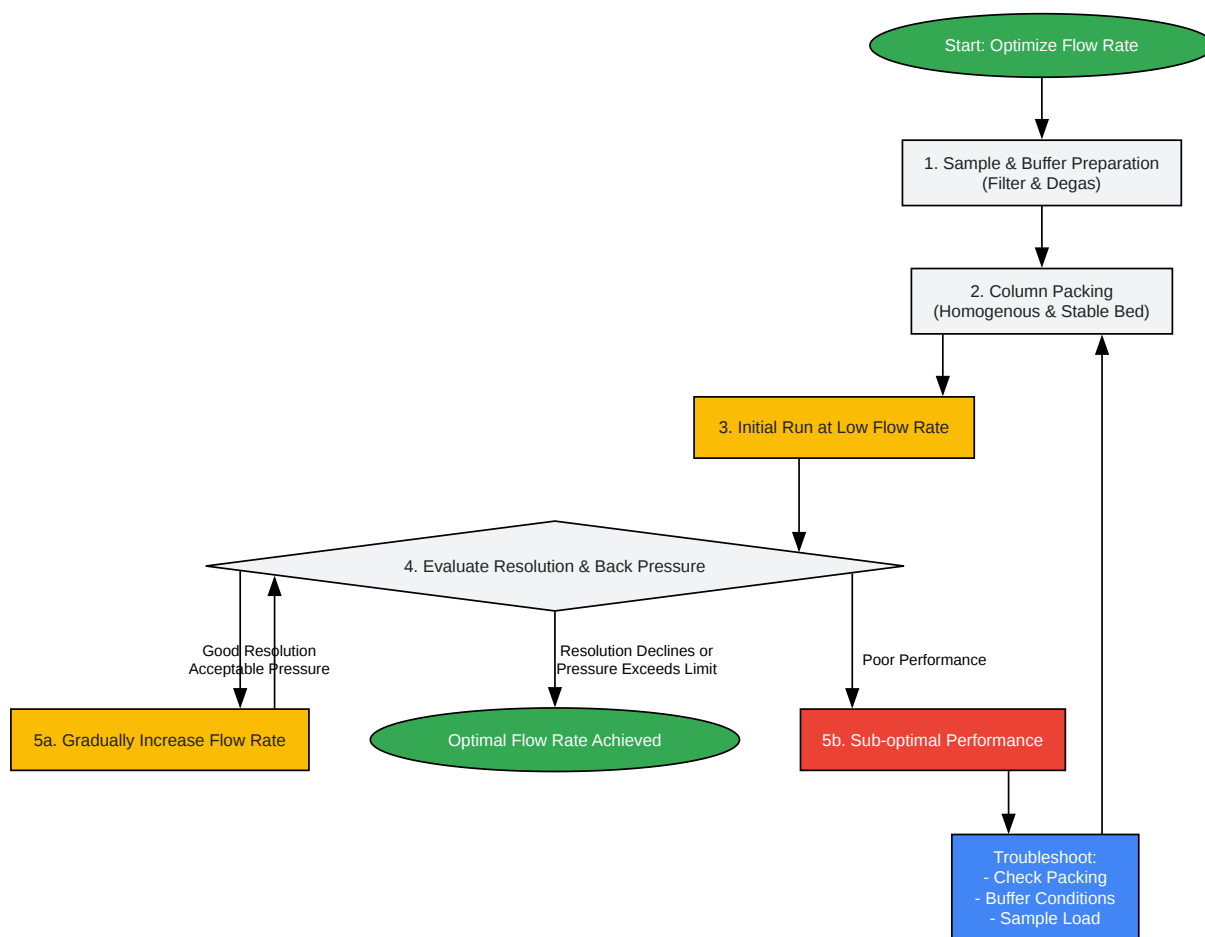 Start: Optimize Flow Rate
1. Sample & Buffer Preparation
(Filter & Degas)
2. Column Packing
(Homogenous & Stable Bed)
3. Initial Run at Low Flow Rate
4. Evaluate Resolution & Back Pressure
Good Resolution
Acceptable Pressure
Resolution Declines or
Pressure Exceeds Limit
Poor Performance
5a. Gradually Increase Flow Rate
Optimal Flow Rate Achieved
5b. Sub-optimal Performance
Troubleshoot:
- Check Packing
- Buffer Conditions
- Sample Load